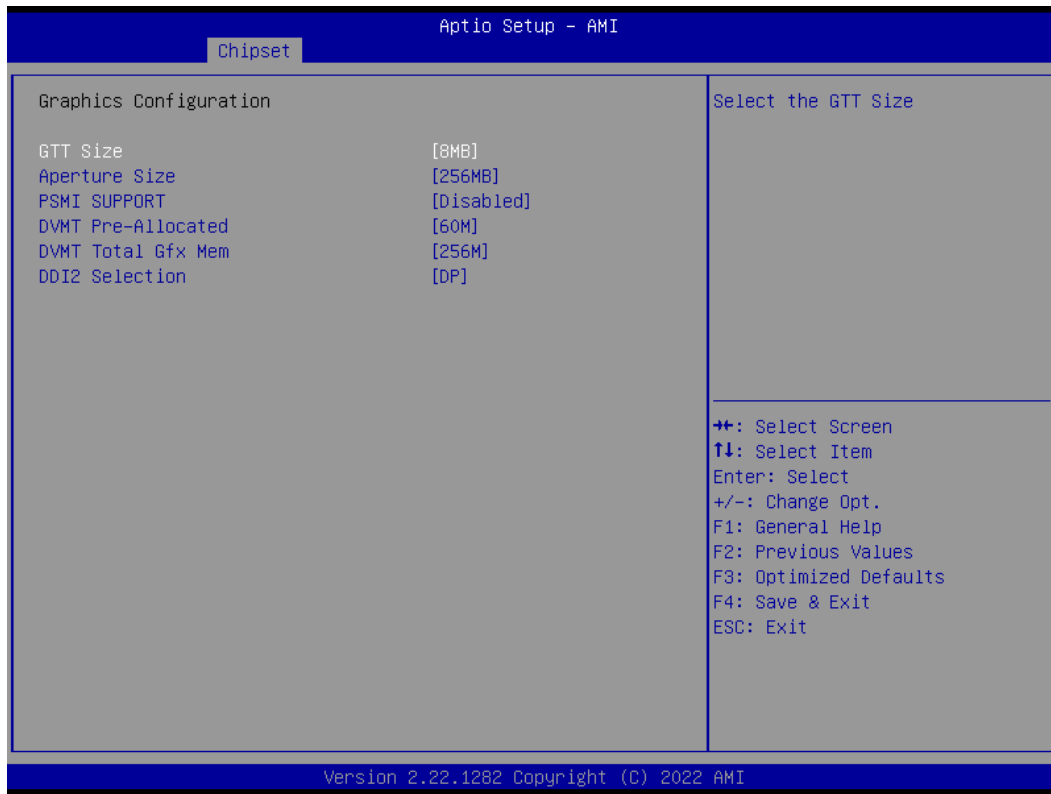 Aptio Setup - AMI
Chipset
Graphics Configuration
GTT Size [8MB]
Aperture Size [256MB]
PSMI SUPPORT [Disabled]
DVMT Pre-Allocated [60M]
DVMT Total Gfx Mem [256M]
DDI2 Selection [DP]
Select the GTT Size
→←: Select Screen
↑↓: Select Item
Enter: Select
+/-: Change Opt.
F1: General Help
F2: Previous Values
F3: Optimized Defaults
F4: Save & Exit
ESC: Exit
Version 2.22.1282 Copyright (C) 2022 AMI